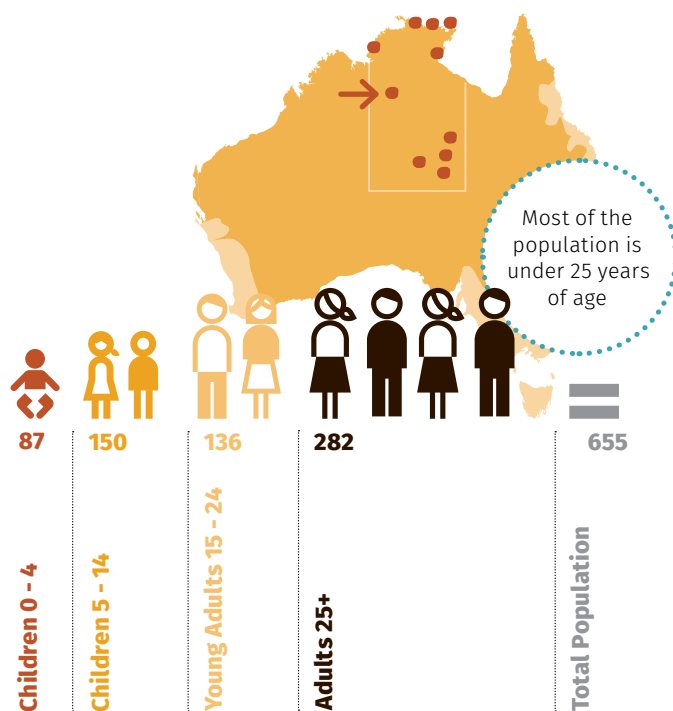 Most of the
population is
under 25 years
of age
87
150
136
282
655
Children 0 - 4
Children 5 - 14
Young Adults 15 - 24
Adults 25+
Total Population